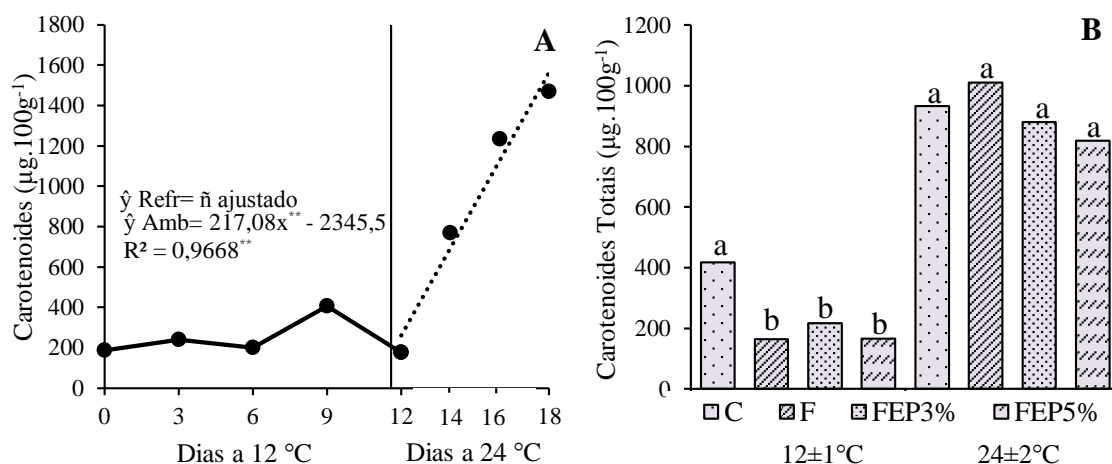 A
Carotenoides (µg.100g⁻¹)
1800
1600
1400
1200
1000
800
600
400
200
0
ŷ Refr= ñ ajustado
ŷ Amb= 217,08x** - 2345,5
R² = 0,9668**
0 3 6 9 12 14 16 18
Dias a 12 °C Dias a 24 °C
B
Carotenoides Totais (µg.100g⁻¹)
1200
1000
800
600
400
200
0
a b b b a a a a
C F FEP3% FEP5%
12±1°C 24±2°C